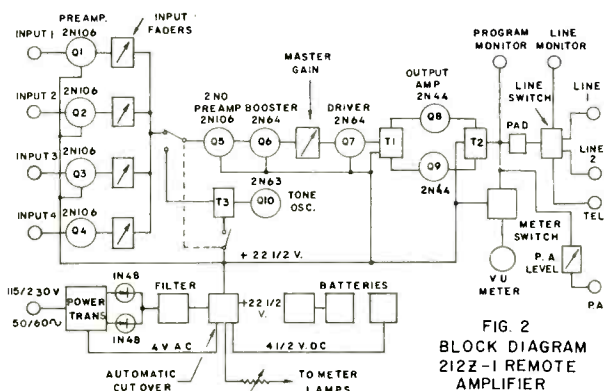 PREAMP.
2N106
INPUT
FADERS
INPUT 1
Q1
INPUT 2
2N106
Q2
INPUT 3
2N106
Q3
INPUT 4
2N106
Q4
2ND
PREAMP
2N106
Q5
BOOSTER
2N64
Q6
MASTER
GAIN
DRIVER
2N64
Q7
T1
OUTPUT
AMP
2N44
Q8
Q9
2N44
T2
PROGRAM
MONITOR
LINE
MONITOR
LINE
SWITCH
PAD
LINE
1
LINE
2
TEL
METER
SWITCH
VU
METER
P.A.
LEVEL
P.A.
T3
2N63
Q10
TONE
OSC.
+ 22 1/2 V.
115/230V
50/60~
POWER
TRANS
1N48
1N48
FILTER
+22 1/2
V.
BATTERIES
4V A.C
4 1/2 V. DC
AUTOMATIC
CUT OVER
TO METER
LAMPS
FIG. 2
BLOCK DIAGRAM
212Z-1 REMOTE
AMPLIFIER